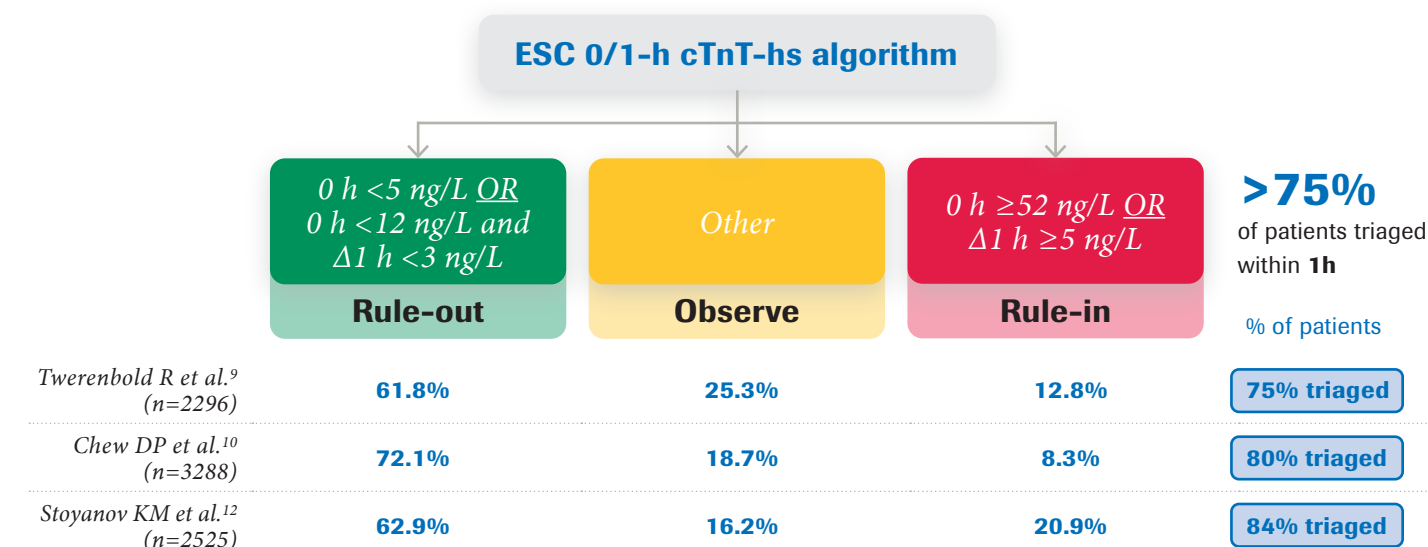 ESC 0/1-h cTnT-hs algorithm
0 h <5 ng/L OR
0 h <12 ng/L and
Δ1 h <3 ng/L
Rule-out
Other
Observe
0 h ≥52 ng/L OR
Δ1 h ≥5 ng/L
Rule-in
>75%
of patients triaged
within 1h
% of patients
Twerenbold R et al.⁹
(n=2296)
61.8%
25.3%
12.8%
75% triaged
Chew DP et al.¹⁰
(n=3288)
72.1%
18.7%
8.3%
80% triaged
Stoyanov KM et al.¹²
(n=2525)
62.9%
16.2%
20.9%
84% triaged